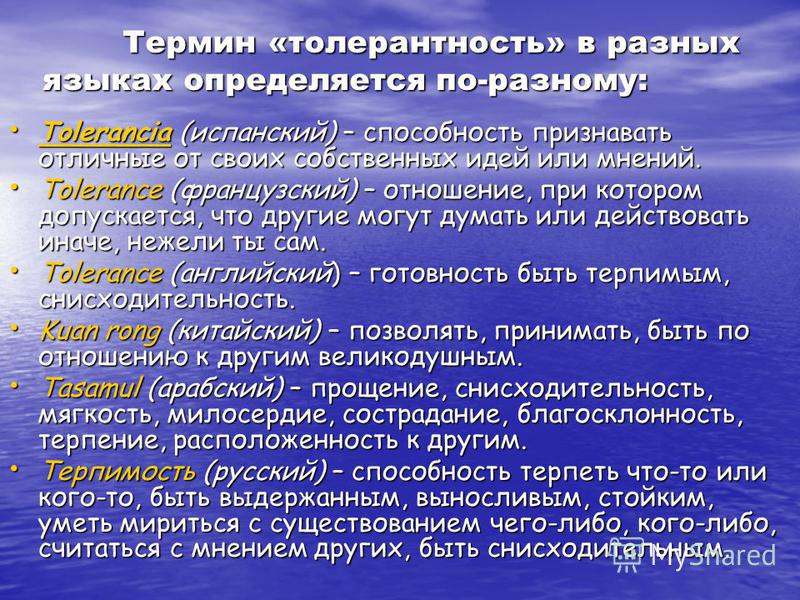 Термин «толерантность» в разных
языках определяется по-разному:
• Tolerancia (испанский) – способность признавать
отличные от своих собственных идей или мнений.
• Tolerance (французский) – отношение, при котором
допускается, что другие могут думать или действовать
иначе, нежели ты сам.
• Tolerance (английский) – готовность быть терпимым,
снисходительность.
• Kuan rong (китайский) – позволять, принимать, быть по
отношению к другим великодушным.
• Tasamul (арабский) – прощение, снисходительность,
мягкость, милосердие, сострадание, благосклонность,
терпение, расположенность к другим.
• Терпимость (русский) – способность терпеть что-то или
кого-то, быть выдержанным, выносливым, стойким,
уметь мириться с существованием чего-либо, кого-либо,
считаться с мнением других, быть снисходительным.
MyShared